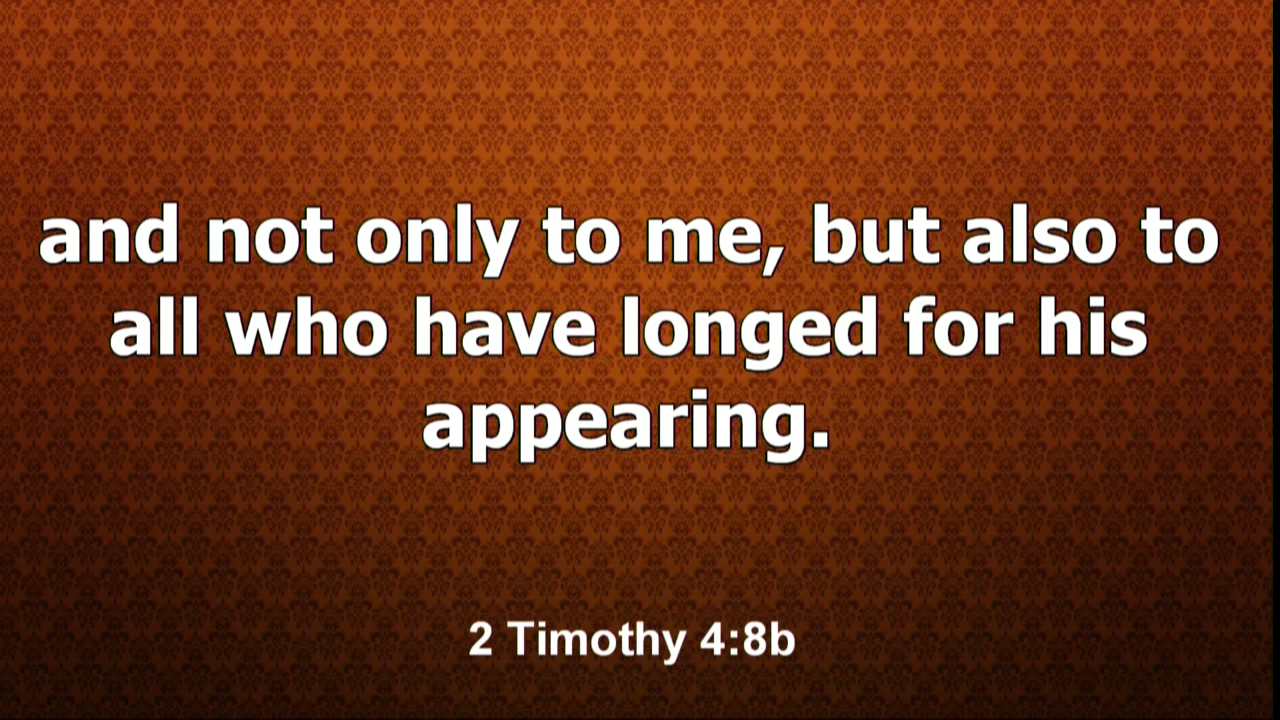 and not only to me, but also to
all who have longed for his
appearing.
2 Timothy 4:8b